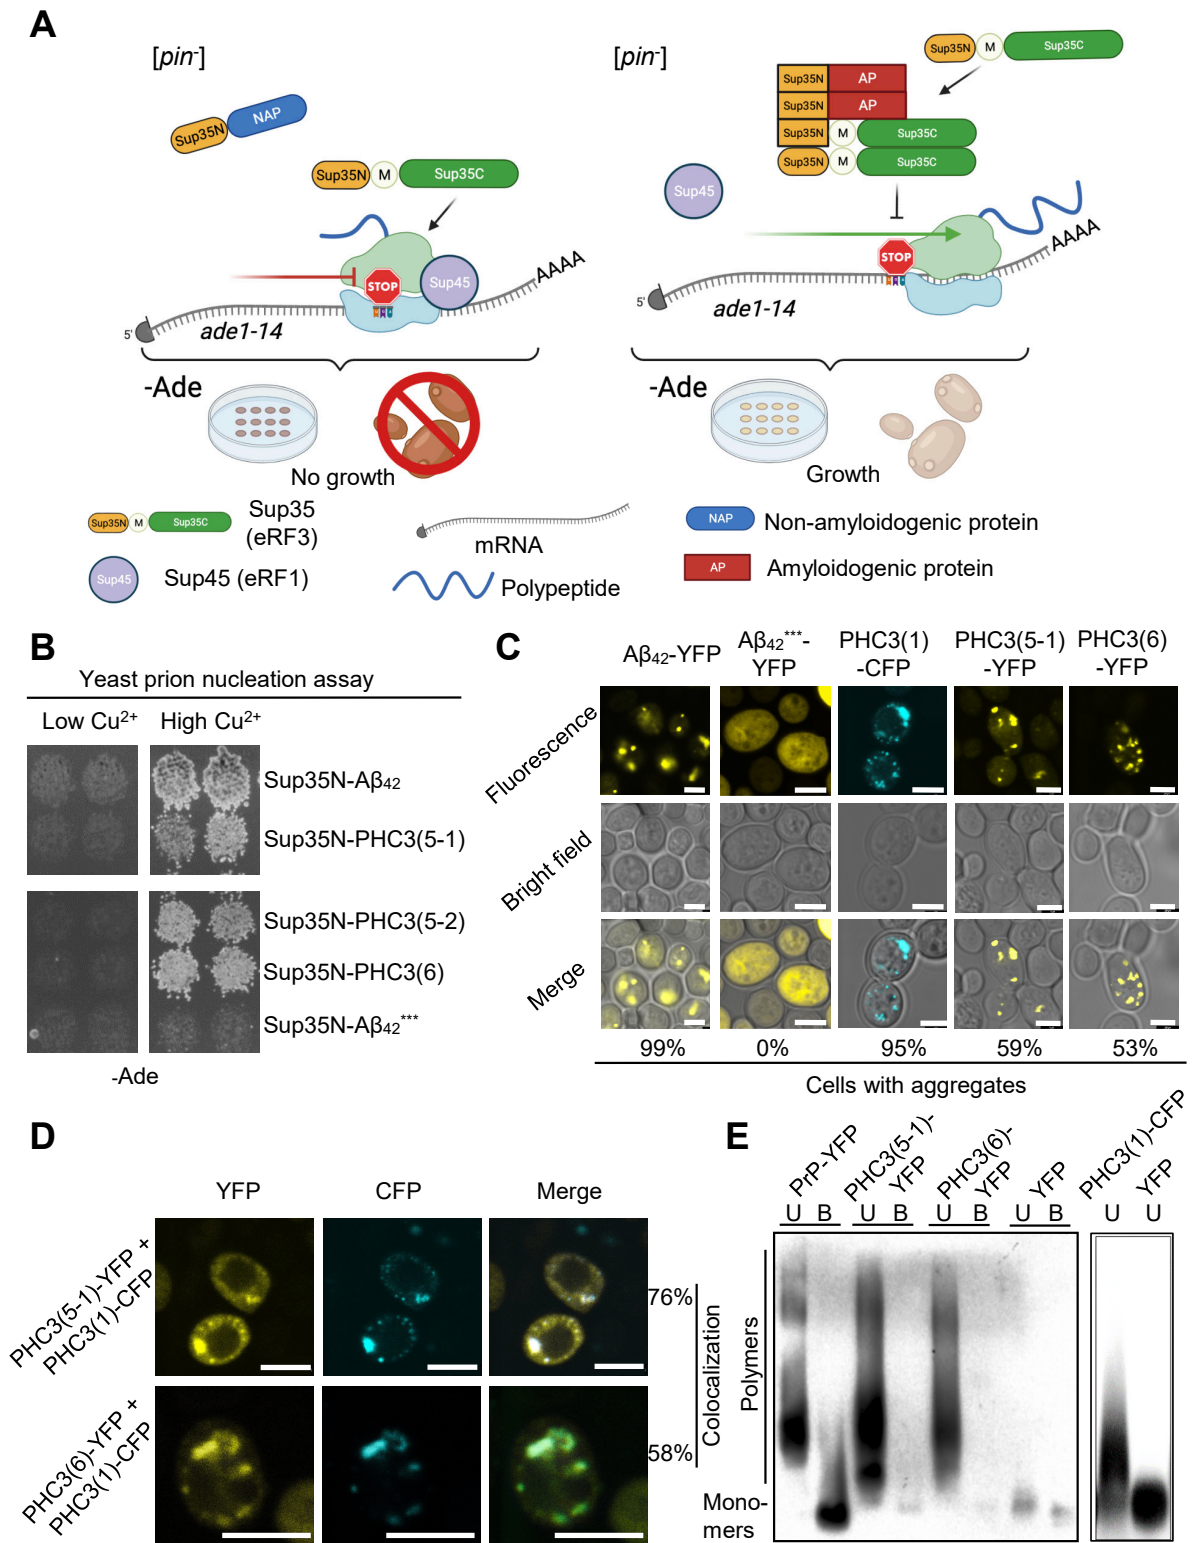 A
[pin-]
[pin-]
Sup35N M Sup35C
Sup35N AP
Sup35N AP
Sup35N M Sup35C
Sup35N M Sup35C
Sup35N NAP
Sup35N M Sup35C
Sup45
STOP
Sup45
AAAA
5'
ade1-14
STOP
AAAA
5'
ade1-14
-Ade
No growth
-Ade
Growth
Sup35N M Sup35C
Sup35
(eRF3)
mRNA
NAP
Non-amyloidogenic protein
Sup45
Sup45 (eRF1)
Polypeptide
AP
Amyloidogenic protein
B
Yeast prion nucleation assay
Low Cu²⁺ High Cu²⁺
Sup35N-Aβ₄₂
Sup35N-PHC3(5-1)
Sup35N-PHC3(5-2)
Sup35N-PHC3(6)
Sup35N-Aβ₄₂***
-Ade
C
Aβ₄₂-YFP
Aβ₄₂***-
YFP
PHC3(1)
-CFP
PHC3(5-1)
-YFP
PHC3(6)
-YFP
Fluorescence
Bright field
Merge
99% 0% 95% 59% 53%
Cells with aggregates
D
YFP CFP Merge
PHC3(5-1)-YFP +
PHC3(1)-CFP
76%
PHC3(6)-YFP +
PHC3(1)-CFP
58%
Colocalization
E
PrP-YFP
PHC3(5-1)-
YFP
PHC3(6)-
YFP
YFP
PHC3(1)-CFP
YFP
U B U B U B U B U U
Polymers
Mono-
mers